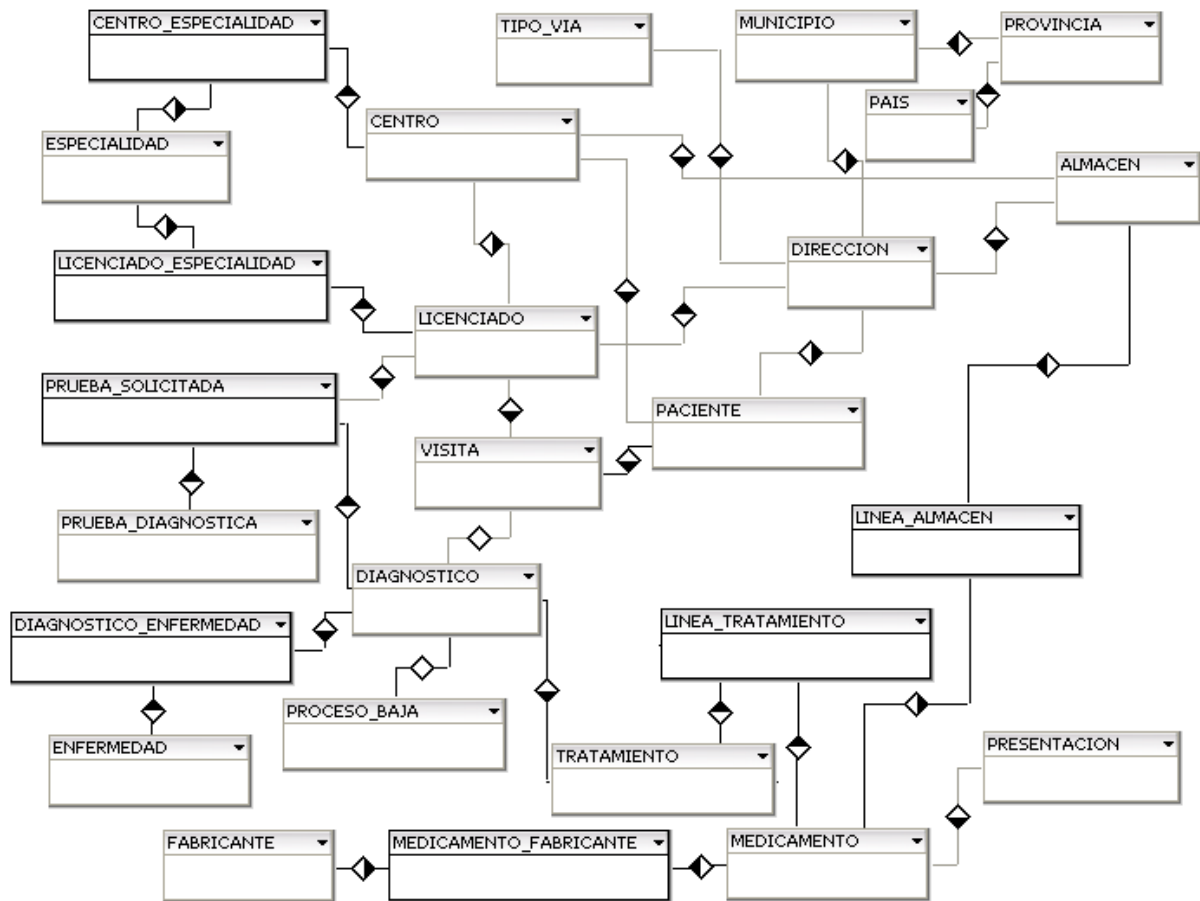 CENTRO_ESPECIALIDAD
TIPO_VIA
MUNICIPIO
PROVINCIA
PAIS
CENTRO
ESPECIALIDAD
ALMACEN
DIRECCION
LICENCIADO_ESPECIALIDAD
LICENCIADO
PRUEBA_SOLICITADA
PACIENTE
VISITA
PRUEBA_DIAGNOSTICA
LINEA_ALMACEN
DIAGNOSTICO
DIAGNOSTICO_ENFERMEDAD
LINEA_TRATAMIENTO
PROCESO_BAJA
ENFERMEDAD
TRATAMIENTO
PRESENTACION
FABRICANTE
MEDICAMENTO_FABRICANTE
MEDICAMENTO